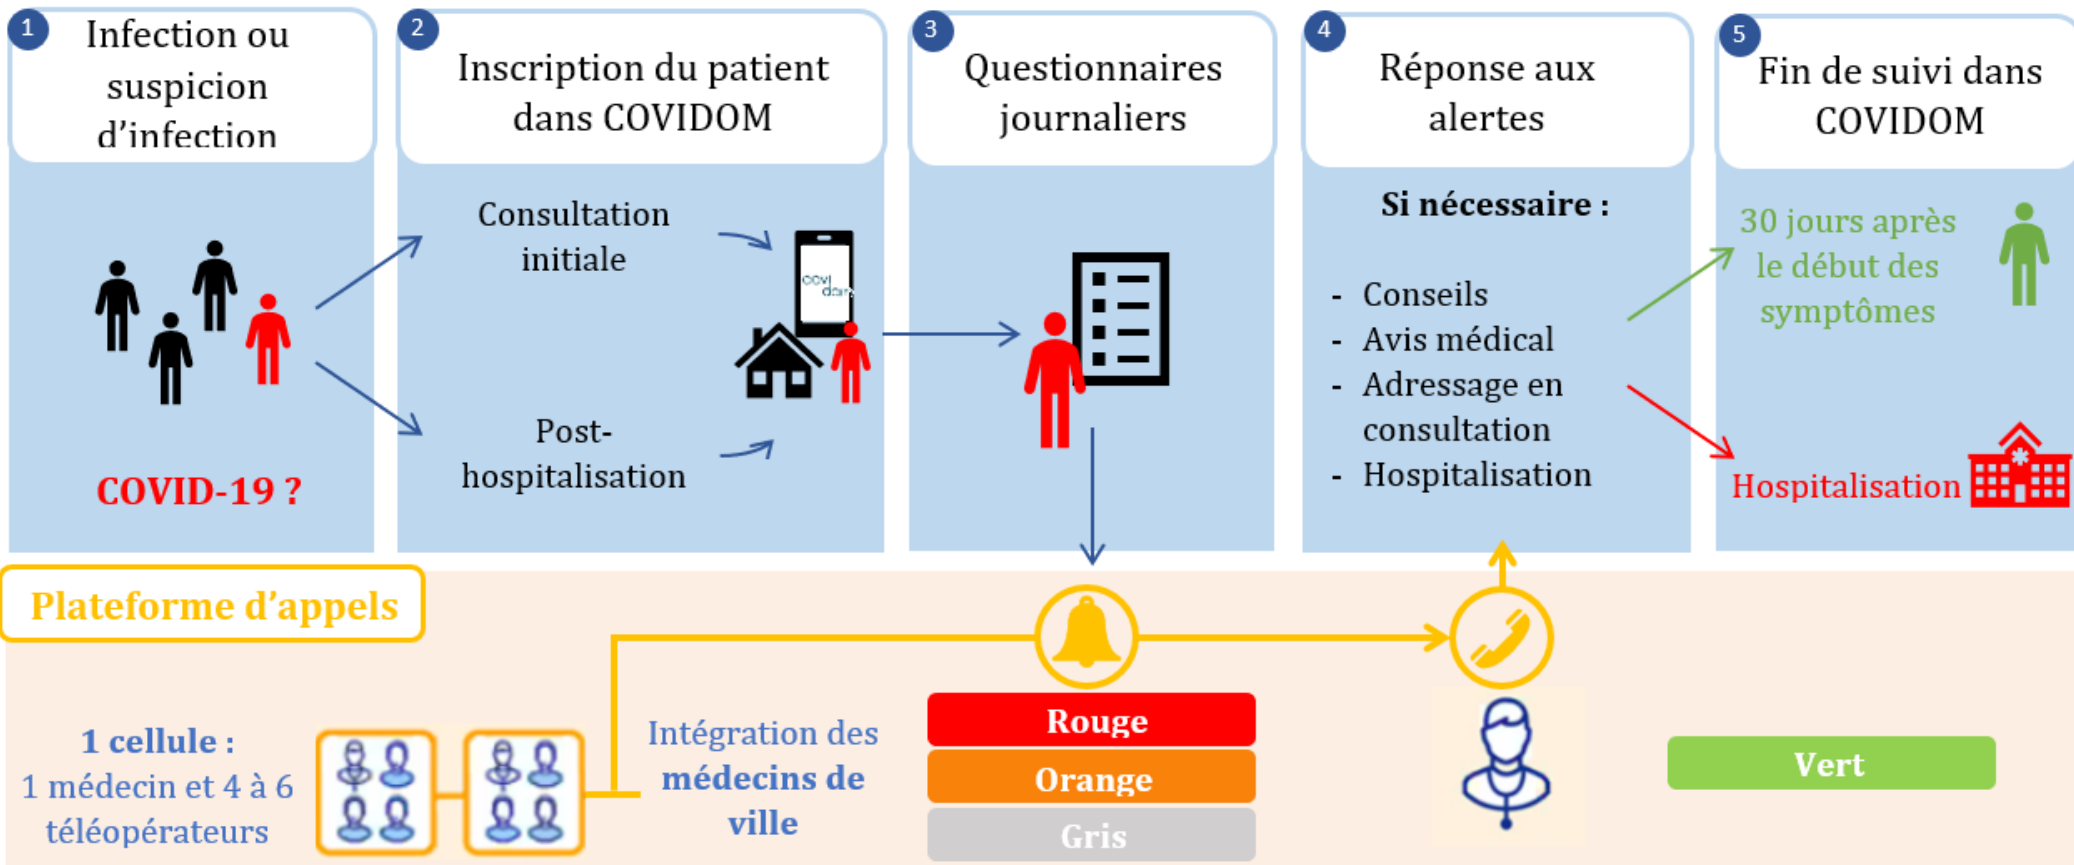 1
Infection ou
suspicion
d'infection
2
Inscription du patient
dans COVIDOM
3
Questionnaires
journaliers
4
Réponse aux
alertes
5
Fin de suivi dans
COVIDOM
COVID-19 ?
Consultation
initiale
Post-
hospitalisation
covi
dom
Si nécessaire :
- Conseils
- Avis médical
- Adressage en
consultation
- Hospitalisation
30 jours après
le début des
symptômes
Hospitalisation
Plateforme d'appels
1 cellule :
1 médecin et 4 à 6
téléopérateurs
Intégration des
médecins de
ville
Rouge
Orange
Gris
Vert